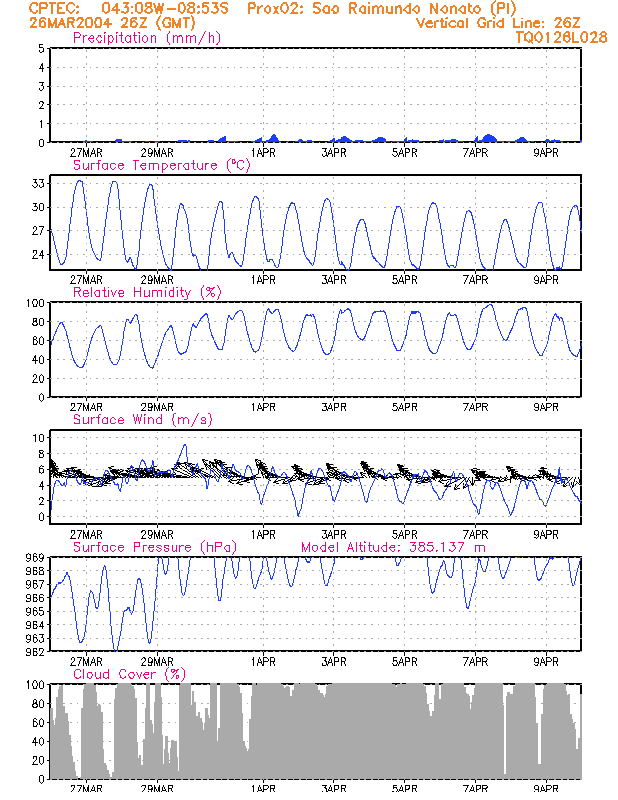 CPTEC: 043:08W-08:53S Prox02: Sao Raimundo Nonato (PI)
26MAR2004 26Z (GMT) Vertical Grid Line: 26Z
Precipitation (mm/h) TQ0126L028
5
4
3
2
1
0
27MAR 29MAR 1APR 3APR 5APR 7APR 9APR
Surface Temperature (ºC)
33
30
27
24
27MAR 29MAR 1APR 3APR 5APR 7APR 9APR
Relative Humidity (%)
100
80
60
40
20
0
27MAR 29MAR 1APR 3APR 5APR 7APR 9APR
Surface Wind (m/s)
10
8
6
4
2
0
27MAR 29MAR 1APR 3APR 5APR 7APR 9APR
Surface Pressure (hPa) Model Altitude: 385.137 m
969
968
967
966
965
964
963
962
27MAR 29MAR 1APR 3APR 5APR 7APR 9APR
Cloud Cover (%)
100
80
60
40
20
0
27MAR 29MAR 1APR 3APR 5APR 7APR 9APR